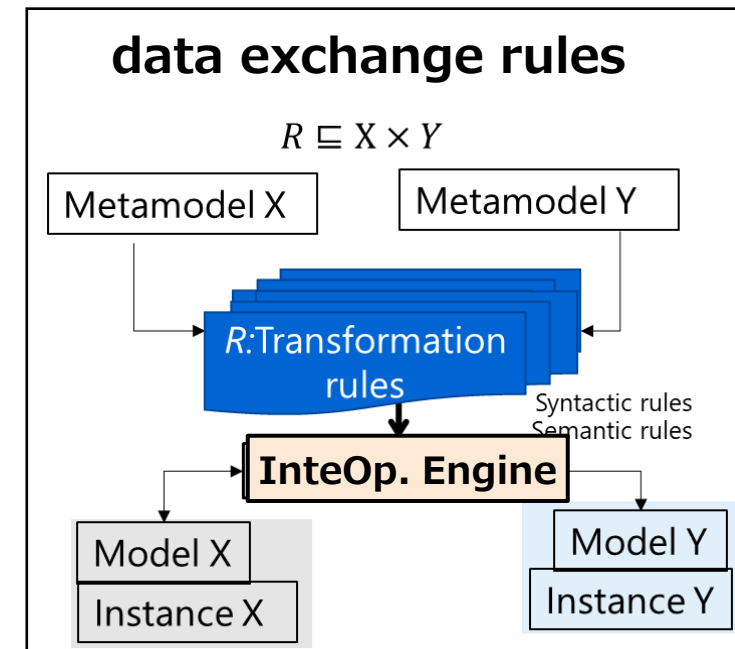 data exchange rules
R ⊑ X × Y
Metamodel X
Metamodel Y
R:Transformation
rules
Syntactic rules
Semantic rules
InteOp. Engine
Model X
Instance X
Model Y
Instance Y